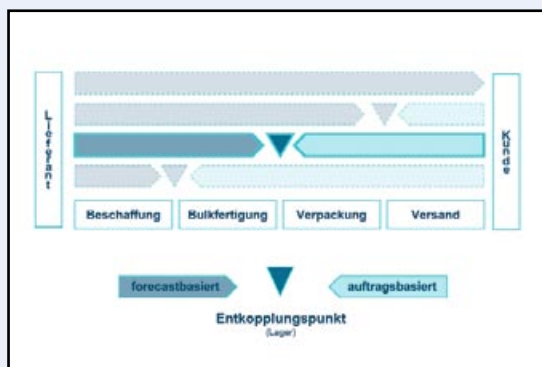 Lieferant
Kunde
Beschaffung
Bulkfertigung
Verpackung
Versand
forecastbasiert
auftragsbasiert
Entkopplungspunkt
(Lager)